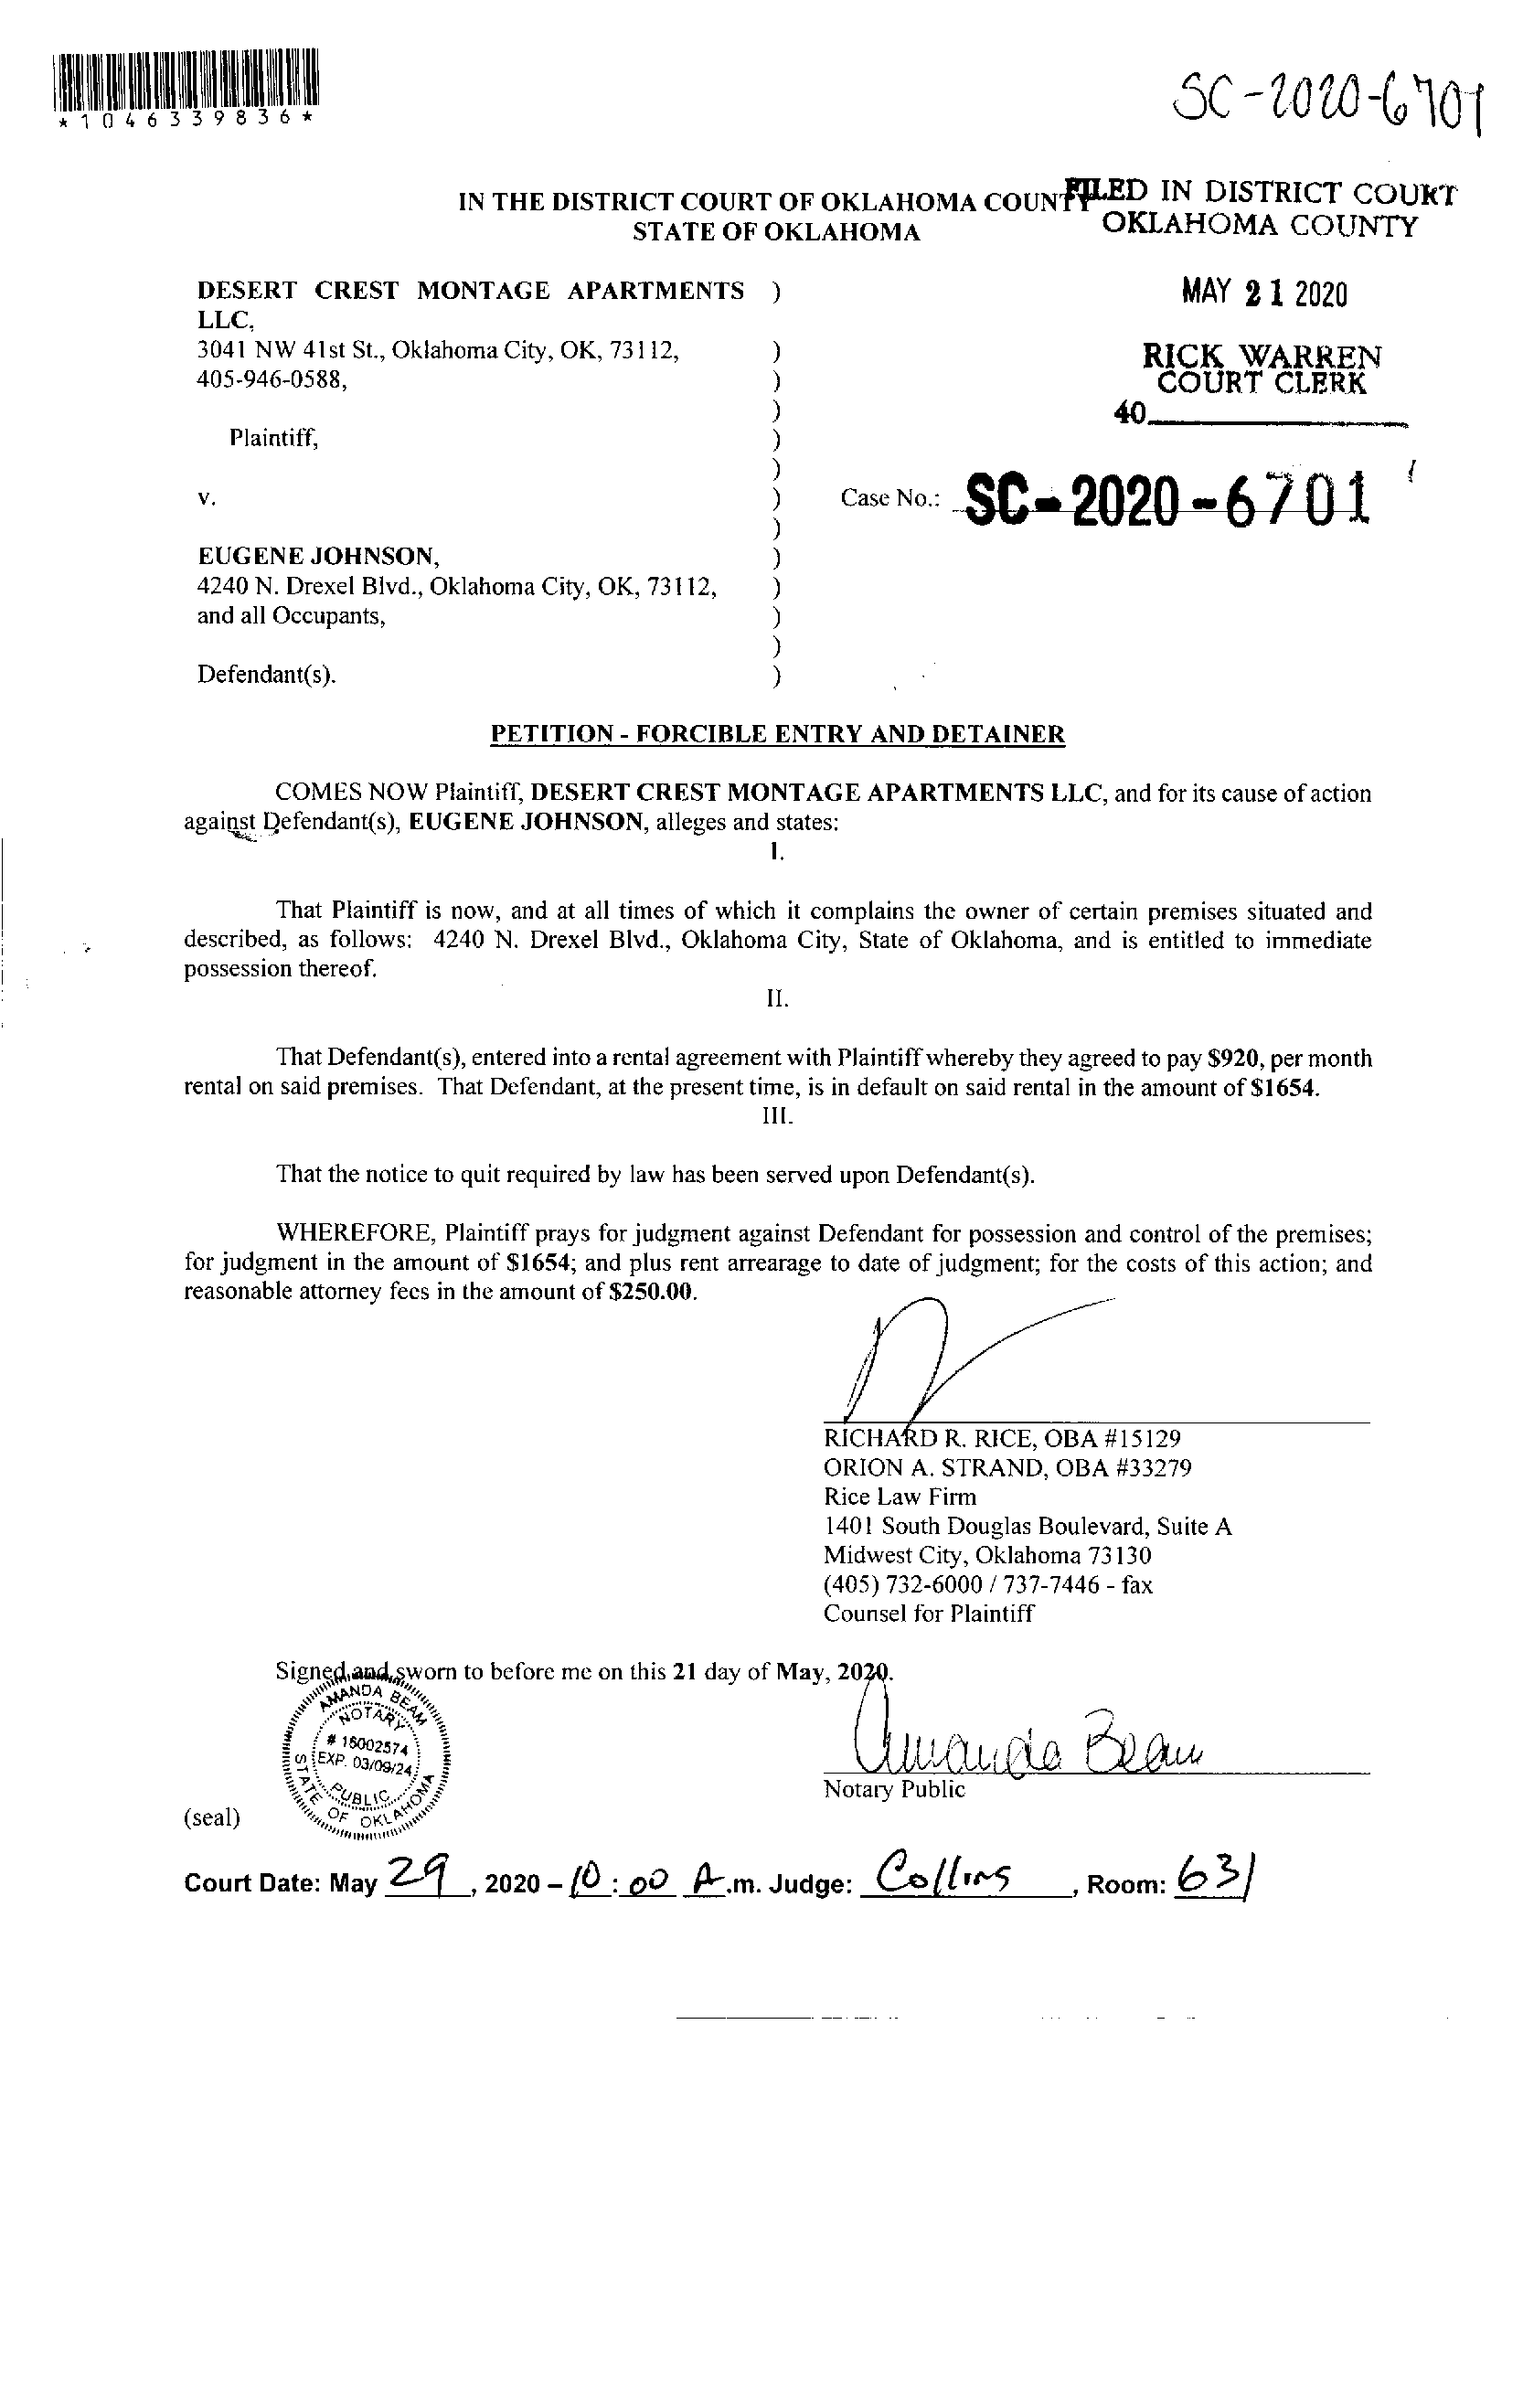 *1046339836*
SC-2020-6701
IN THE DISTRICT COURT OF OKLAHOMA COUNTY
STATE OF OKLAHOMA
FILED IN DISTRICT COURT
OKLAHOMA COUNTY
MAY 21 2020
RICK WARREN
COURT CLERK
40
DESERT CREST MONTAGE APARTMENTS )
LLC,
3041 NW 41st St., Oklahoma City, OK, 73112, )
405-946-0588, )
)
Plaintiff, )
)
v. ) Case No.: SC-2020-6701
)
EUGENE JOHNSON, )
4240 N. Drexel Blvd., Oklahoma City, OK, 73112, )
and all Occupants, )
)
Defendant(s). )
PETITION - FORCIBLE ENTRY AND DETAINER
COMES NOW Plaintiff, DESERT CREST MONTAGE APARTMENTS LLC, and for its cause of action
against Defendant(s), EUGENE JOHNSON, alleges and states:
I.
That Plaintiff is now, and at all times of which it complains the owner of certain premises situated and
described, as follows: 4240 N. Drexel Blvd., Oklahoma City, State of Oklahoma, and is entitled to immediate
possession thereof.
II.
That Defendant(s), entered into a rental agreement with Plaintiff whereby they agreed to pay $920, per month
rental on said premises. That Defendant, at the present time, is in default on said rental in the amount of $1654.
III.
That the notice to quit required by law has been served upon Defendant(s).
WHEREFORE, Plaintiff prays for judgment against Defendant for possession and control of the premises;
for judgment in the amount of $1654; and plus rent arrearage to date of judgment; for the costs of this action; and
reasonable attorney fees in the amount of $250.00.
RICHARD R. RICE, OBA #15129
ORION A. STRAND, OBA #33279
Rice Law Firm
1401 South Douglas Boulevard, Suite A
Midwest City, Oklahoma 73130
(405) 732-6000 / 737-7446 - fax
Counsel for Plaintiff
Signed and sworn to before me on this 21 day of May, 2020.
AMANDA BEAM
NOTARY
# 16002574
EXP. 03/09/24
PUBLIC
STATE OF OKLAHOMA
Amanda Beam
Notary Public
(seal)
Court Date: May 29, 2020 – 10:00 A.m. Judge: Collins, Room: 631